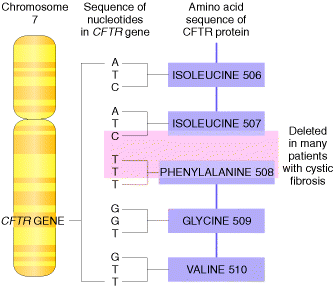 Chromosome
7
Sequence of
nucleotides
in CFTR gene
Amino acid
sequence of
CFTR protein
A
T
C
ISOLEUCINE 506
A
T
C
ISOLEUCINE 507
T
T
T
PHENYLALANINE 508
Deleted
in many
patients
with cystic
fibrosis
CFTR GENE
G
G
T
GLYCINE 509
G
T
T
VALINE 510